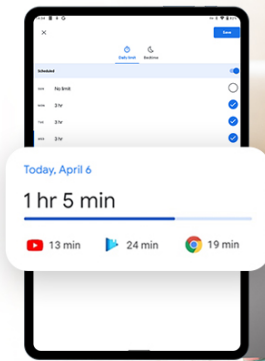 Save
Daily limit Bedtime
Scheduled
No limit
3 hr
3 hr
3 hr
Today, April 6
1 hr 5 min
13 min 24 min 19 min